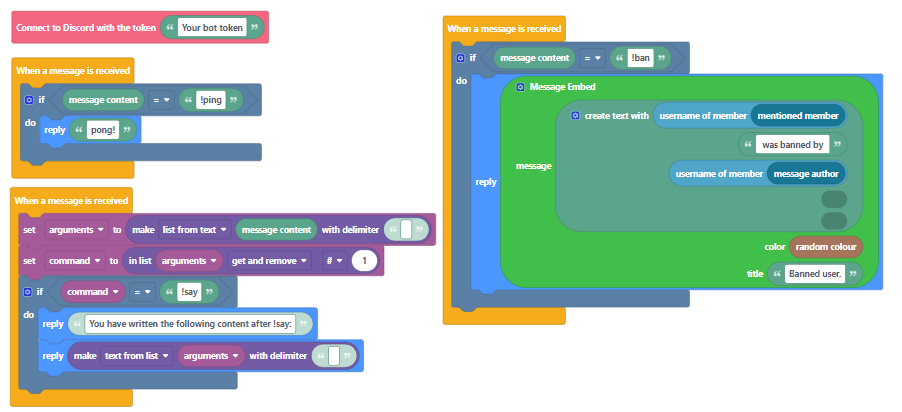 Connect to Discord with the token “ Your bot token ”
When a message is received
if message content = “ !ping ”
do reply “ pong! ”
When a message is received
set arguments to make list from text message content with delimiter “ ”
set command to in list arguments get and remove # 1
if command = “ !say ”
do reply “ You have written the following content after !say: ”
reply make text from list arguments with delimiter “ ”
When a message is received
if message content = “ !ban ”
do
Message Embed
create text with username of member mentioned member
“ was banned by ”
message
username of member message author
reply
color random colour
title “ Banned user. ”